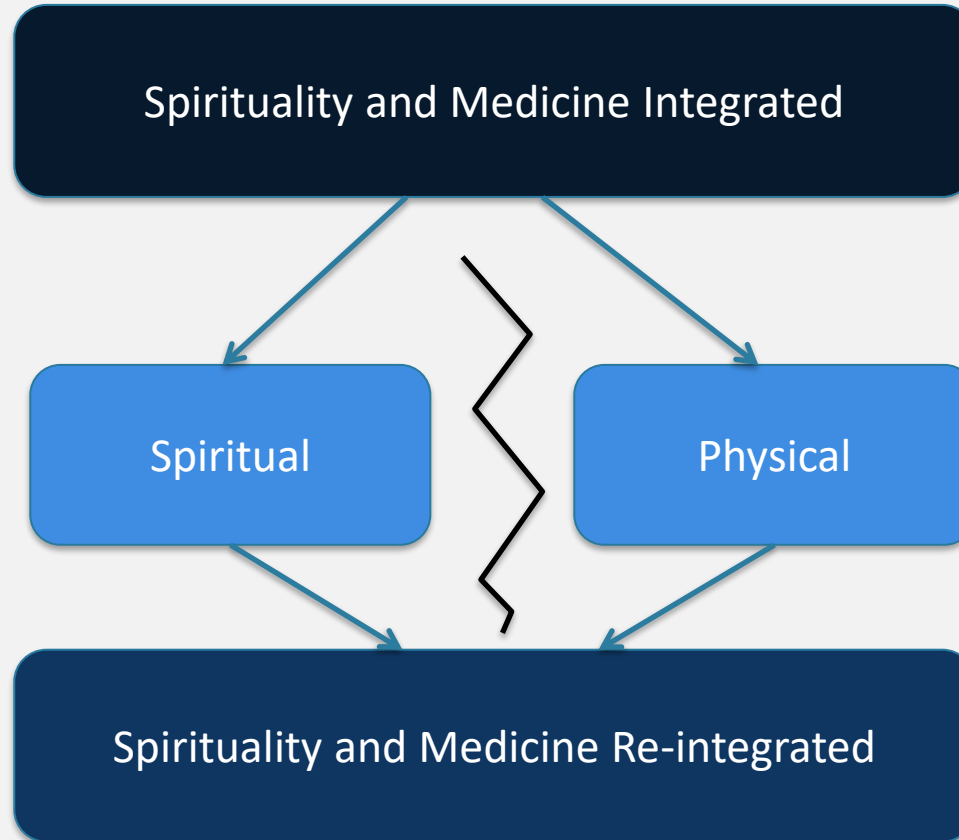 Spirituality and Medicine Integrated
Spiritual
Physical
Spirituality and Medicine Re-integrated